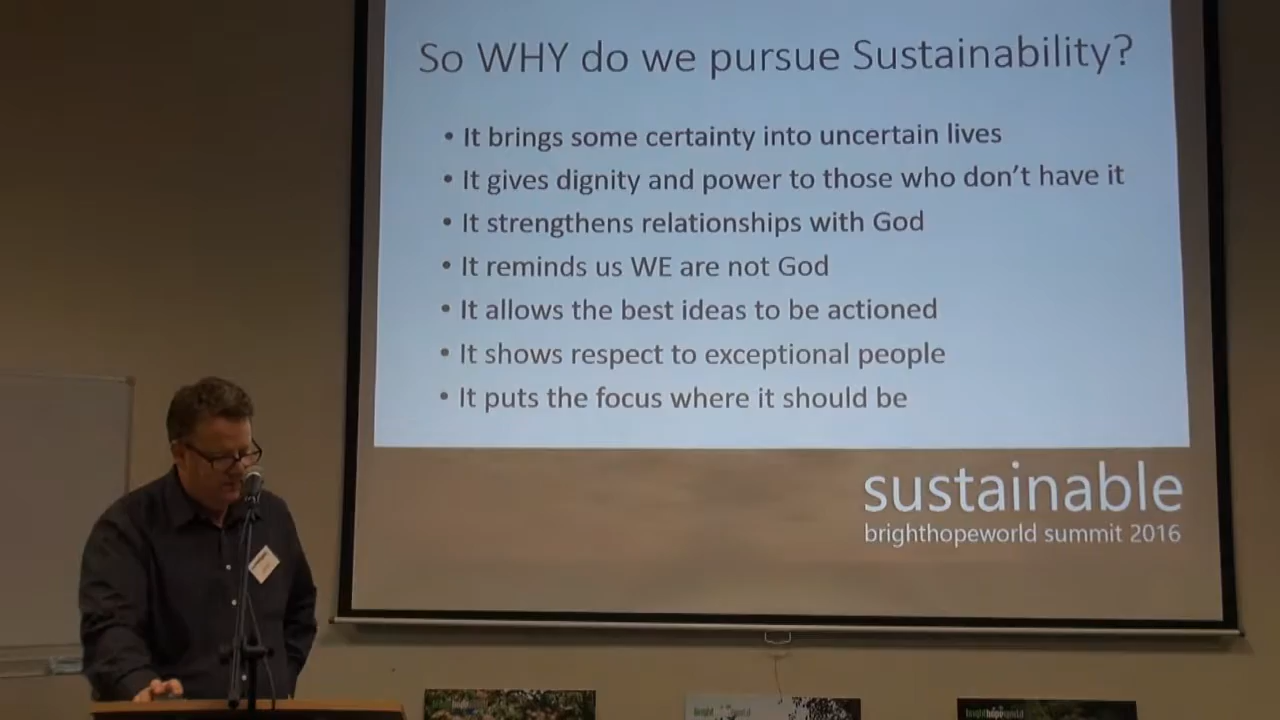 So WHY do we pursue Sustainability?
• It brings some certainty into uncertain lives
• It gives dignity and power to those who don't have it
• It strengthens relationships with God
• It reminds us WE are not God
• It allows the best ideas to be actioned
• It shows respect to exceptional people
• It puts the focus where it should be
sustainable
brighthopeworld summit 2016
brighthopeworld